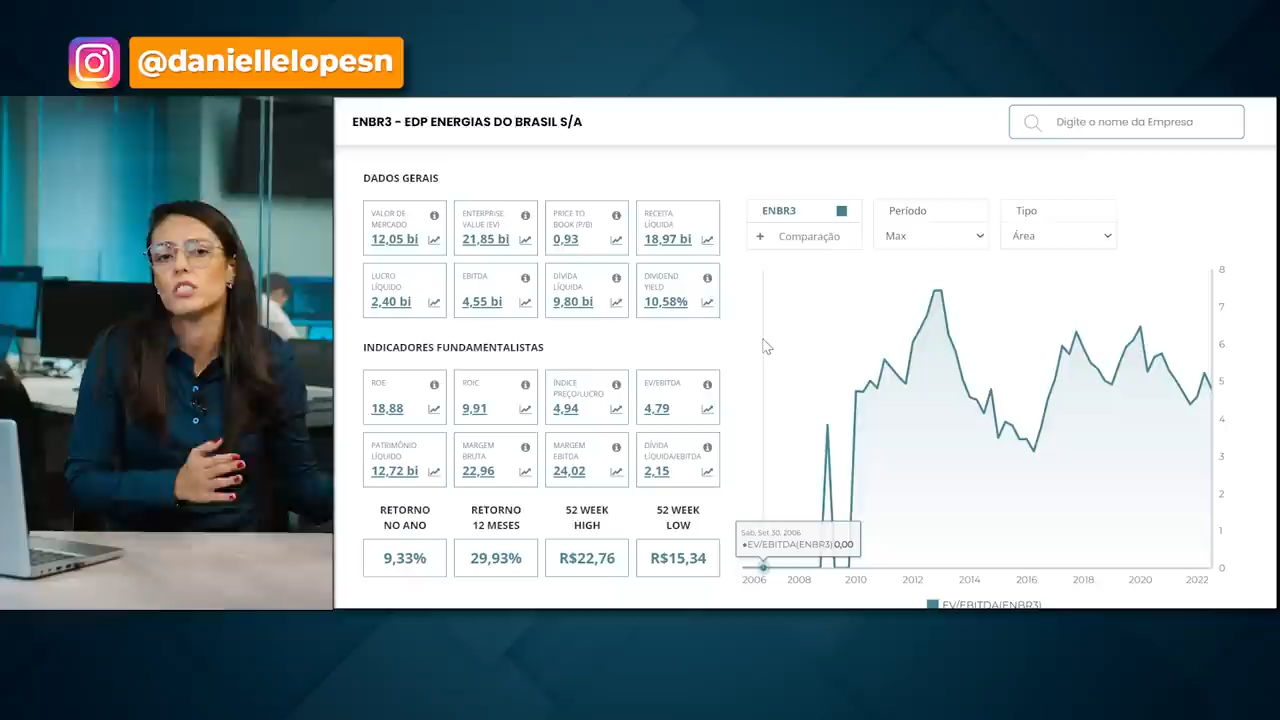 @daniellelopesn
ENBR3 - EDP ENERGIAS DO BRASIL S/A
Digite o nome da Empresa
DADOS GERAIS
VALOR DE MERCADO
12,05 bi
ENTERPRISE VALUE (EV)
21,85 bi
PRICE TO BOOK (P/B)
0,93
RECEITA LÍQUIDA
18,97 bi
LUCRO LÍQUIDO
2,40 bi
EBITDA
4,55 bi
DÍVIDA LÍQUIDA
9,80 bi
DIVIDEND YIELD
10,58%
INDICADORES FUNDAMENTALISTAS
ROE
18,88
ROIC
9,91
ÍNDICE PREÇO/LUCRO
4,94
EV/EBITDA
4,79
PATRIMÔNIO LÍQUIDO
12,72 bi
MARGEM BRUTA
22,96
MARGEM EBITDA
24,02
DÍVIDA LÍQUIDA/EBITDA
2,15
RETORNO NO ANO
9,33%
RETORNO 12 MESES
29,93%
52 WEEK HIGH
R$22,76
52 WEEK LOW
R$15,34
ENBR3
+ Comparação
Período
Max
Tipo
Área
8
7
6
5
4
3
2
1
0
Sab, Set 30, 2006
●EV/EBITDA(ENBR3):0,00
2006 2008 2010 2012 2014 2016 2018 2020 2022
EV/EBITDA(ENBR3)